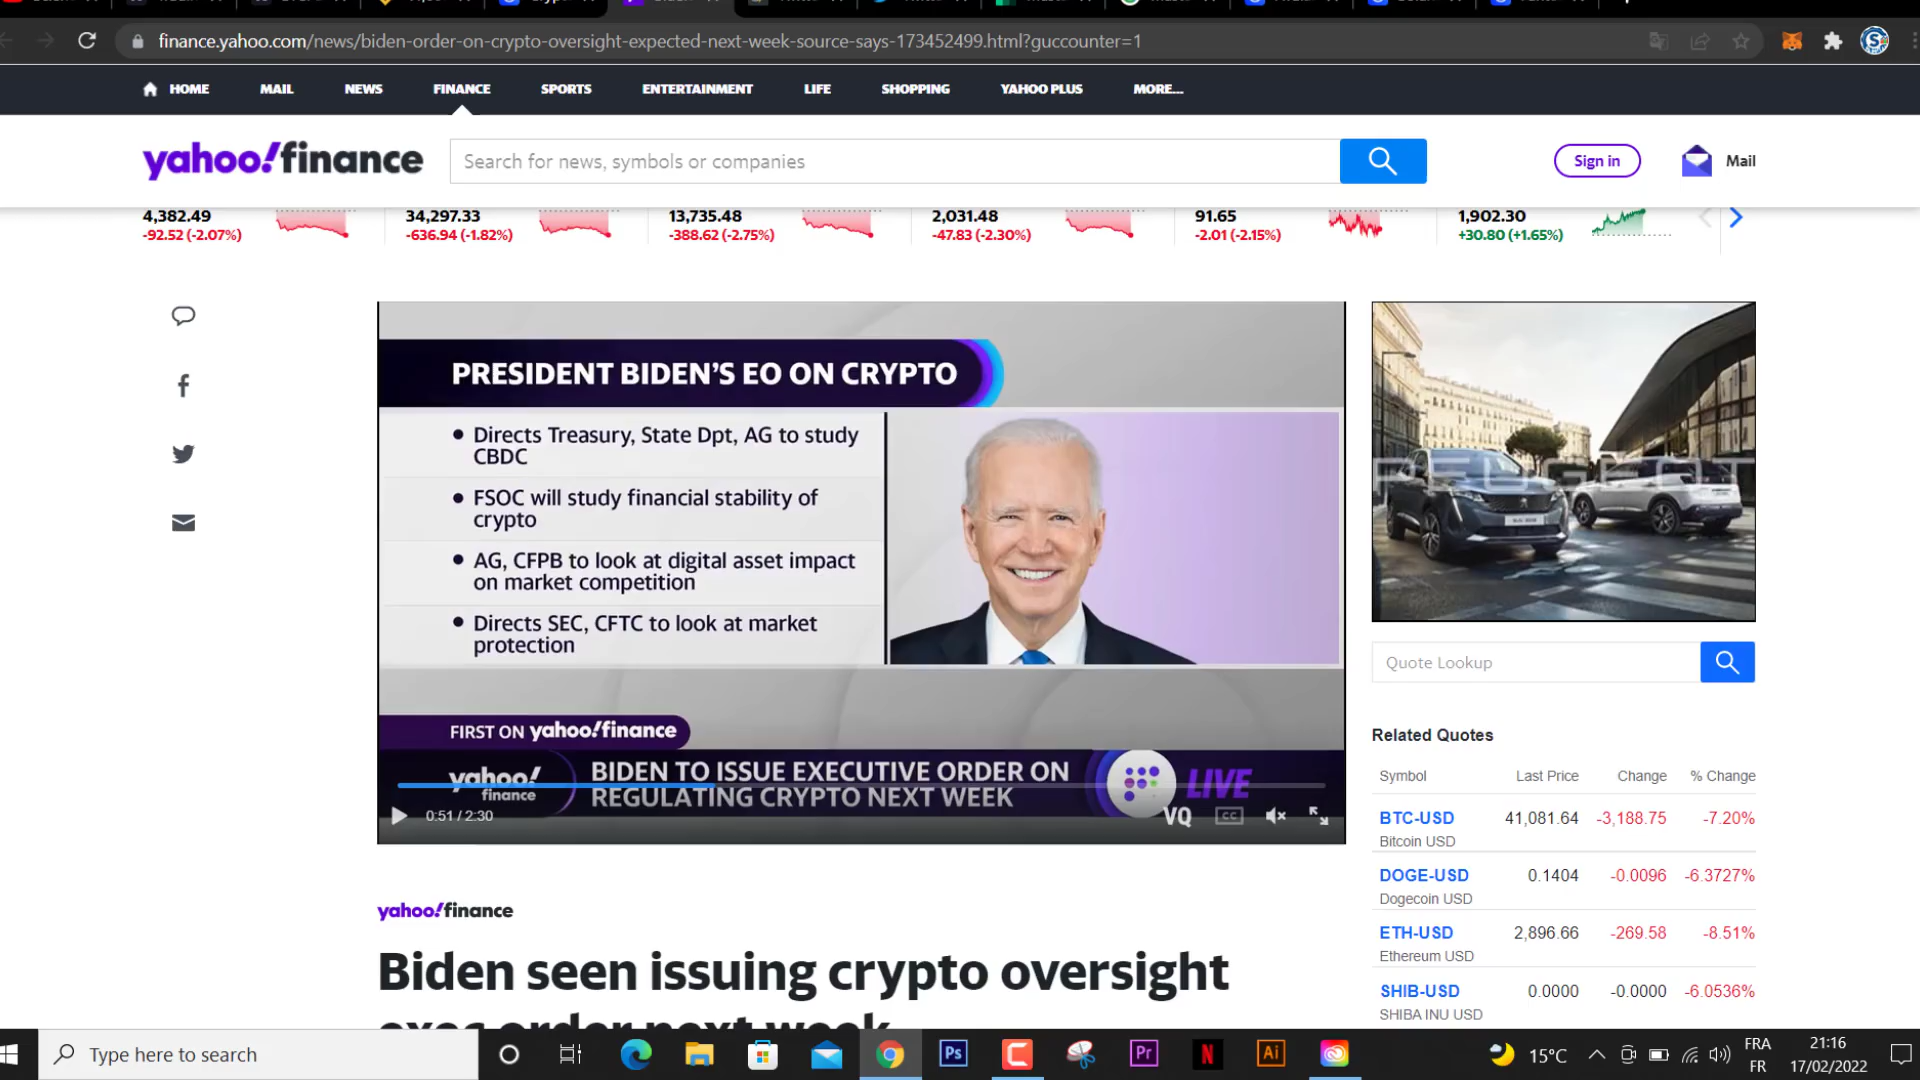 finance.yahoo.com/news/biden-order-on-crypto-oversight-expected-next-week-source-says-173452499.html?guccounter=1
HOME MAIL NEWS FINANCE SPORTS ENTERTAINMENT LIFE SHOPPING YAHOO PLUS MORE...
yahoo!finance
Search for news, symbols or companies
Sign in
Mail
4,382.49 34,297.33 13,735.48 2,031.48 91.65 1,902.30
-92.52 (-2.07%) -636.94 (-1.82%) -388.62 (-2.75%) -47.83 (-2.30%) -2.01 (-2.15%) +30.80 (+1.65%)
PRESIDENT BIDEN'S EO ON CRYPTO
• Directs Treasury, State Dpt, AG to study
CBDC
• FSOC will study financial stability of
crypto
• AG, CFPB to look at digital asset impact
on market competition
• Directs SEC, CFTC to look at market
protection
FIRST ON yahoo!finance
yahoo!
finance
BIDEN TO ISSUE EXECUTIVE ORDER ON
REGULATING CRYPTO NEXT WEEK
LIVE
0:51 / 2:30
VQ
CC
PEUGEOT
Quote Lookup
Related Quotes
Symbol Last Price Change % Change
BTC-USD 41,081.64 -3,188.75 -7.20%
Bitcoin USD
DOGE-USD 0.1404 -0.0096 -6.3727%
Dogecoin USD
ETH-USD 2,896.66 -269.58 -8.51%
Ethereum USD
SHIB-USD 0.0000 -0.0000 -6.0536%
SHIBA INU USD
yahoo!finance
Biden seen issuing crypto oversight
exec order next week
Type here to search
Ps
Pr
N
Ai
15°C
FRA
FR
21:16
17/02/2022